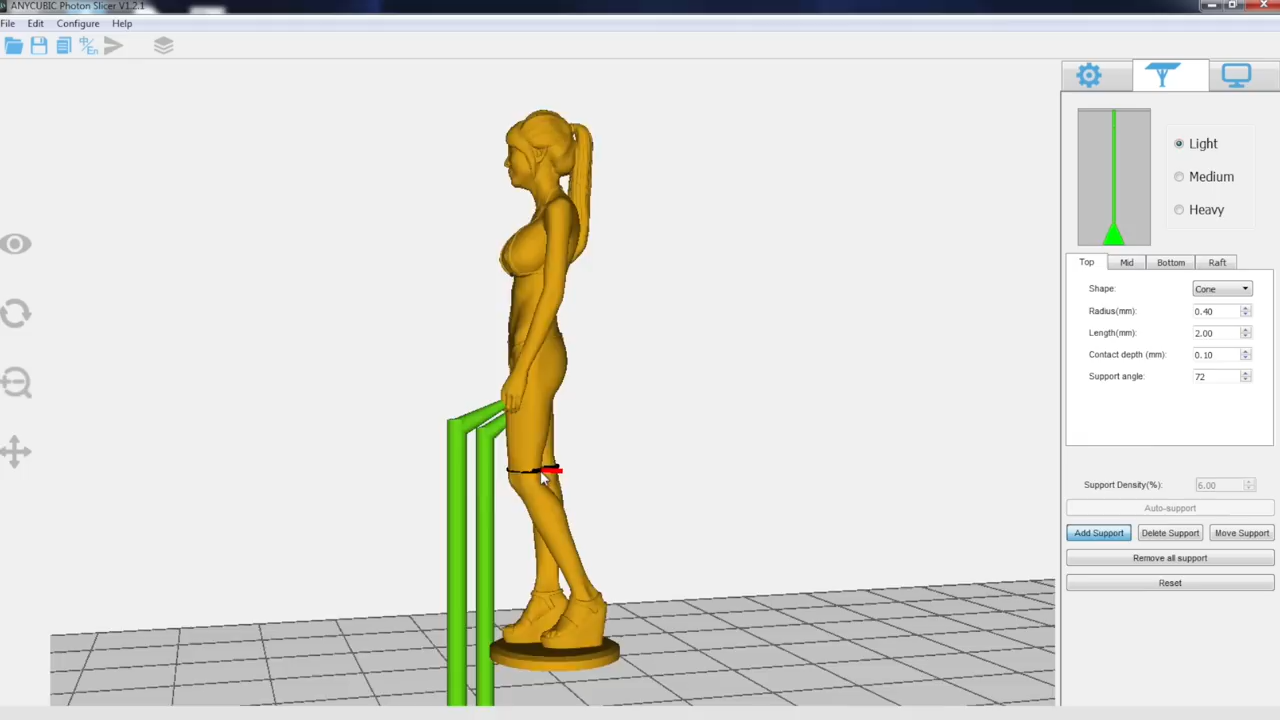 ANYCUBIC Photon Slicer V1.2.1
File Edit Configure Help
中/En
Light
Medium
Heavy
Top Mid Bottom Raft
Shape: Cone
Radius(mm): 0.40
Length(mm): 2.00
Contact depth (mm): 0.10
Support angle: 72
Support Density(%): 6.00
Auto-support
Add Support Delete Support Move Support
Remove all support
Reset